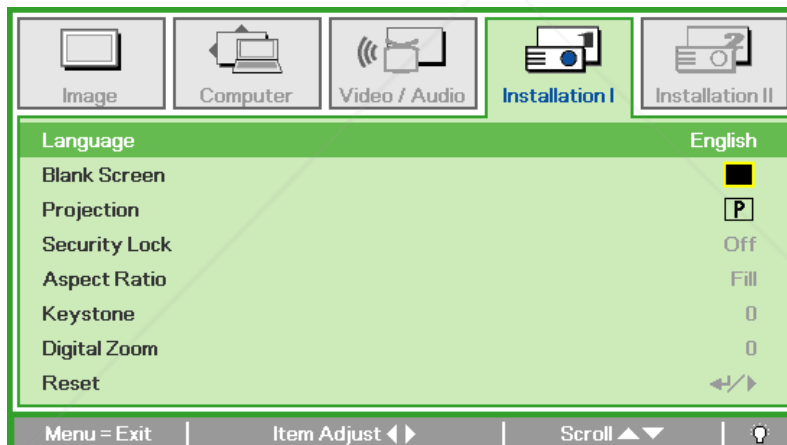 Image Computer Video / Audio Installation I Installation II
Language English
Blank Screen
Projection P
Security Lock Off
Aspect Ratio Fill
Keystone 0
Digital Zoom 0
Reset
Menu = Exit Item Adjust Scroll